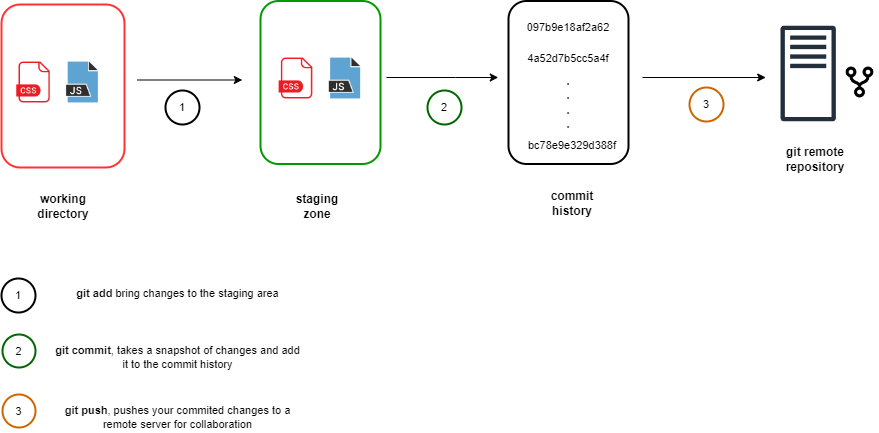 CSS
JS
1
CSS
JS
2
097b9e18af2a62
4a52d7b5cc5a4f
.
.
.
.
bc78e9e329d388f
3
working
directory
staging
zone
commit
history
git remote
repository
1
git add bring changes to the staging area
2
git commit, takes a snapshot of changes and add
it to the commit history
3
git push, pushes your commited changes to a
remote server for collaboration